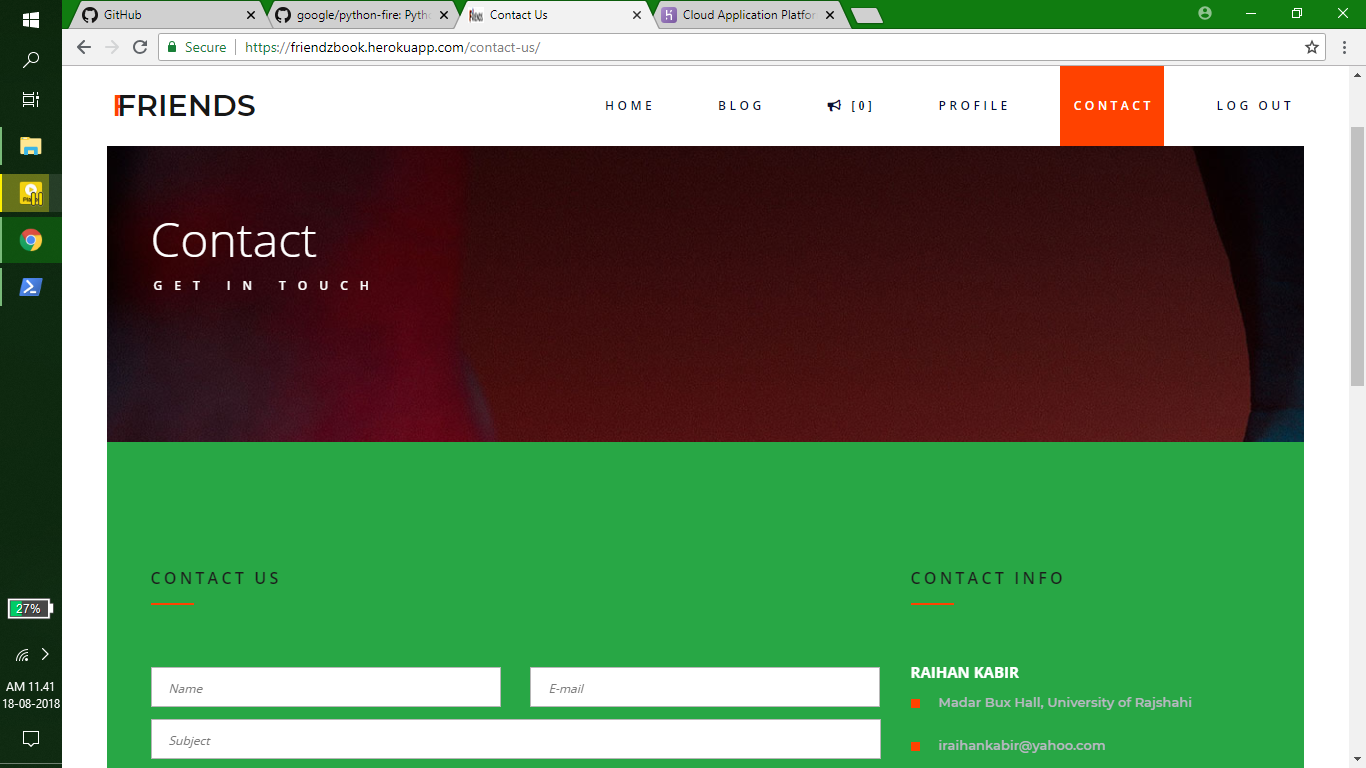 GitHub
google/python-fire: Pyth
Contact Us
Cloud Application Platfor
Secure
https://friendzbook.herokuapp.com/contact-us/
FRIENDS
HOME
BLOG
[0]
PROFILE
CONTACT
LOG OUT
Contact
GET IN TOUCH
CONTACT US
CONTACT INFO
Name
E-mail
Subject
RAIHAN KABIR
Madar Bux Hall, University of Rajshahi
iraihankabir@yahoo.com
27%
AM 11.41
18-08-2018